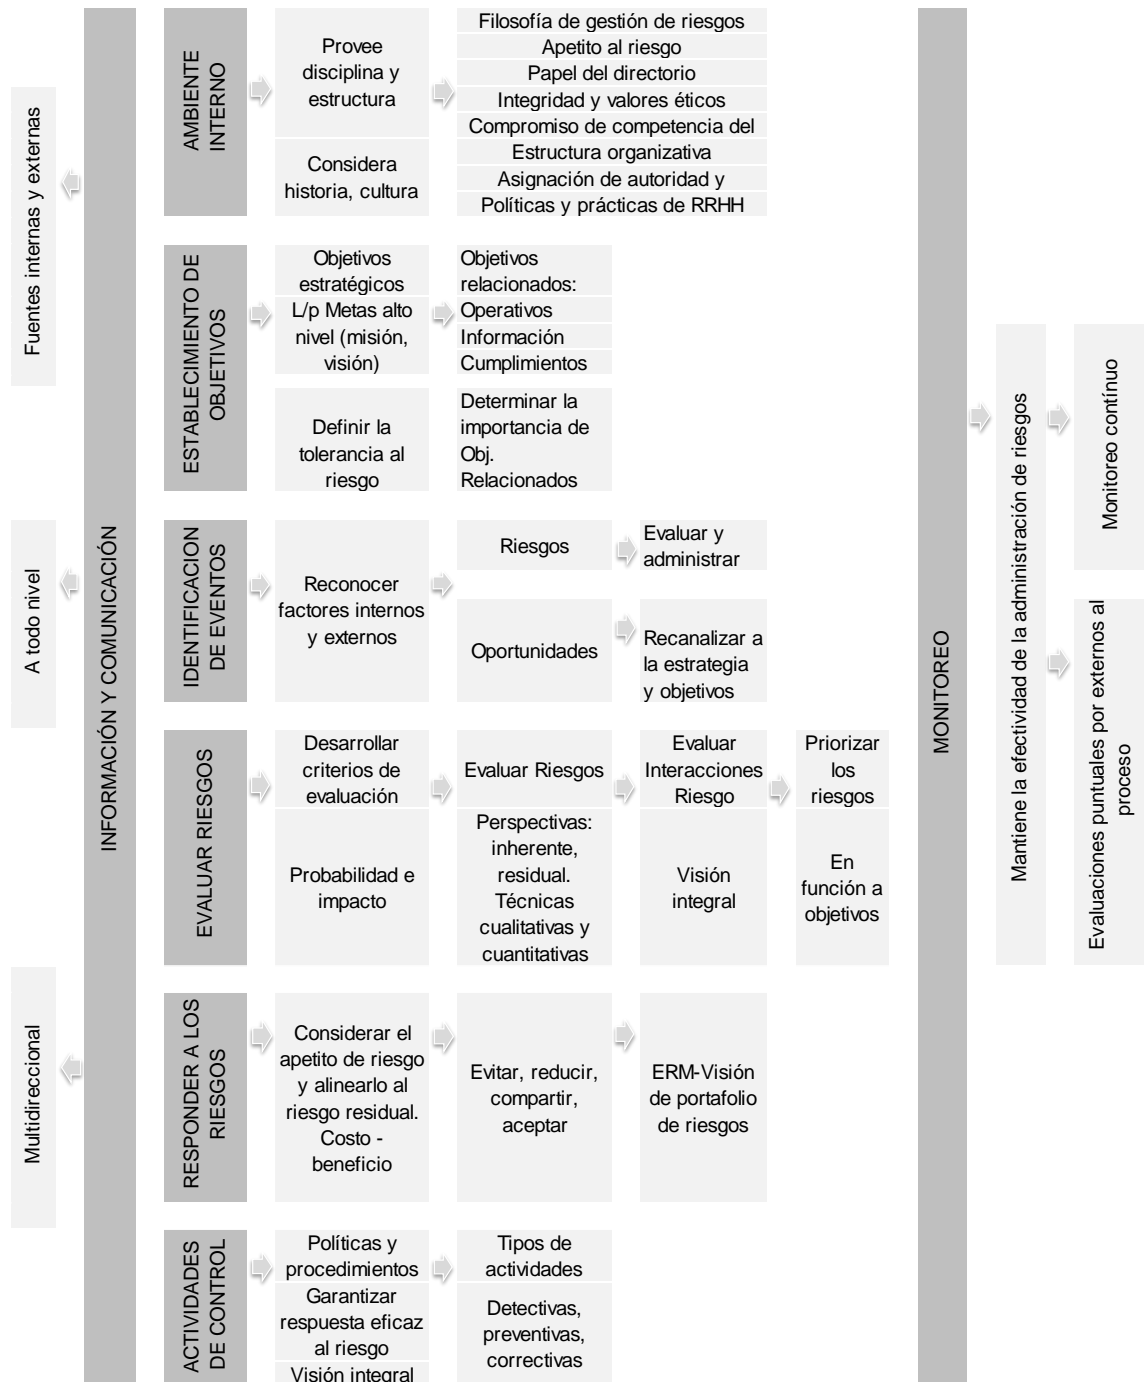 Fuentes internas y externas
A todo nivel
Multidireccional
INFORMACIÓN Y COMUNICACIÓN
AMBIENTE
INTERNO
Provee
disciplina y
estructura
Considera
historia, cultura
Filosofía de gestión de riesgos
Apetito al riesgo
Papel del directorio
Integridad y valores éticos
Compromiso de competencia del
Estructura organizativa
Asignación de autoridad y
Políticas y prácticas de RRHH
ESTABLECIMIENTO DE
OBJETIVOS
Objetivos
estratégicos
L/p Metas alto
nivel (misión,
visión)
Definir la
tolerancia al
riesgo
Objetivos
relacionados:
Operativos
Información
Cumplimientos
Determinar la
importancia de
Obj.
Relacionados
IDENTIFICACION
DE EVENTOS
Reconocer
factores internos
y externos
Riesgos
Evaluar y
administrar
Oportunidades
Recanalizar a
la estrategia
y objetivos
EVALUAR RIESGOS
Desarrollar
criterios de
evaluación
Probabilidad e
impacto
Evaluar Riesgos
Perspectivas:
inherente,
residual.
Técnicas
cualitativas y
cuantitativas
Evaluar
Interacciones
Riesgo
Visión
integral
Priorizar
los
riesgos
En
función a
objetivos
RESPONDER A LOS
RIESGOS
Considerar el
apetito de riesgo
y alinearlo al
riesgo residual.
Costo -
beneficio
Evitar, reducir,
compartir,
aceptar
ERM-Visión
de portafolio
de riesgos
ACTIVIDADES
DE CONTROL
Políticas y
procedimientos
Garantizar
respuesta eficaz
al riesgo
Visión integral
Tipos de
actividades
Detectivas,
preventivas,
correctivas
MONITOREO
Mantiene la efectividad de la administración de riesgos
Monitoreo contínuo
Evaluaciones puntuales por externos al
proceso